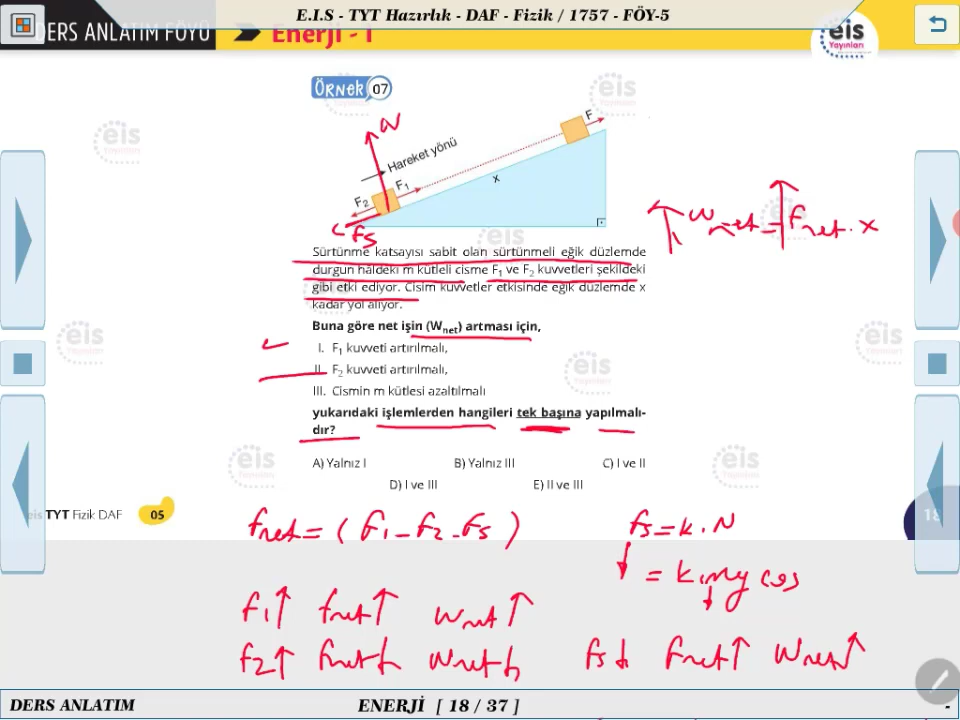 E.I.S - TYT Hazırlık - DAF - Fizik / 1757 - FÖY-5
DERS ANLATIM FÖYÜ
Enerji - I
eis
Yayınları
ÖRNEK 07
N
Hareket yönü
F
F₁
F₂
x
fs
Wnet = Fnet . x
Sürtünme katsayısı sabit olan sürtünmeli eğik düzlemde
durgun hâldeki m kütleli cisme F₁ ve F₂ kuvvetleri şekildeki
gibi etki ediyor. Cisim kuvvetler etkisinde eğik düzlemde x
kadar yol alıyor.
Buna göre net işin (Wnet) artması için,
I. F₁ kuvveti artırılmalı,
II. F₂ kuvveti artırılmalı,
III. Cismin m kütlesi azaltılmalı
yukarıdaki işlemlerden hangileri tek başına yapılmalı-
dır?
A) Yalnız I B) Yalnız III C) I ve II
D) I ve III E) II ve III
eis TYT Fizik DAF 05
18
Fnet = (F₁ - F₂ - Fs)
fs = k . N
= k . mg cos
F₁↑ Fnet↑ Wnet↑
F₂↑ Fnet↓ Wnet↓
fs↓ Fnet↑ Wnet↑
DERS ANLATIM
ENERJİ [ 18 / 37 ]
-